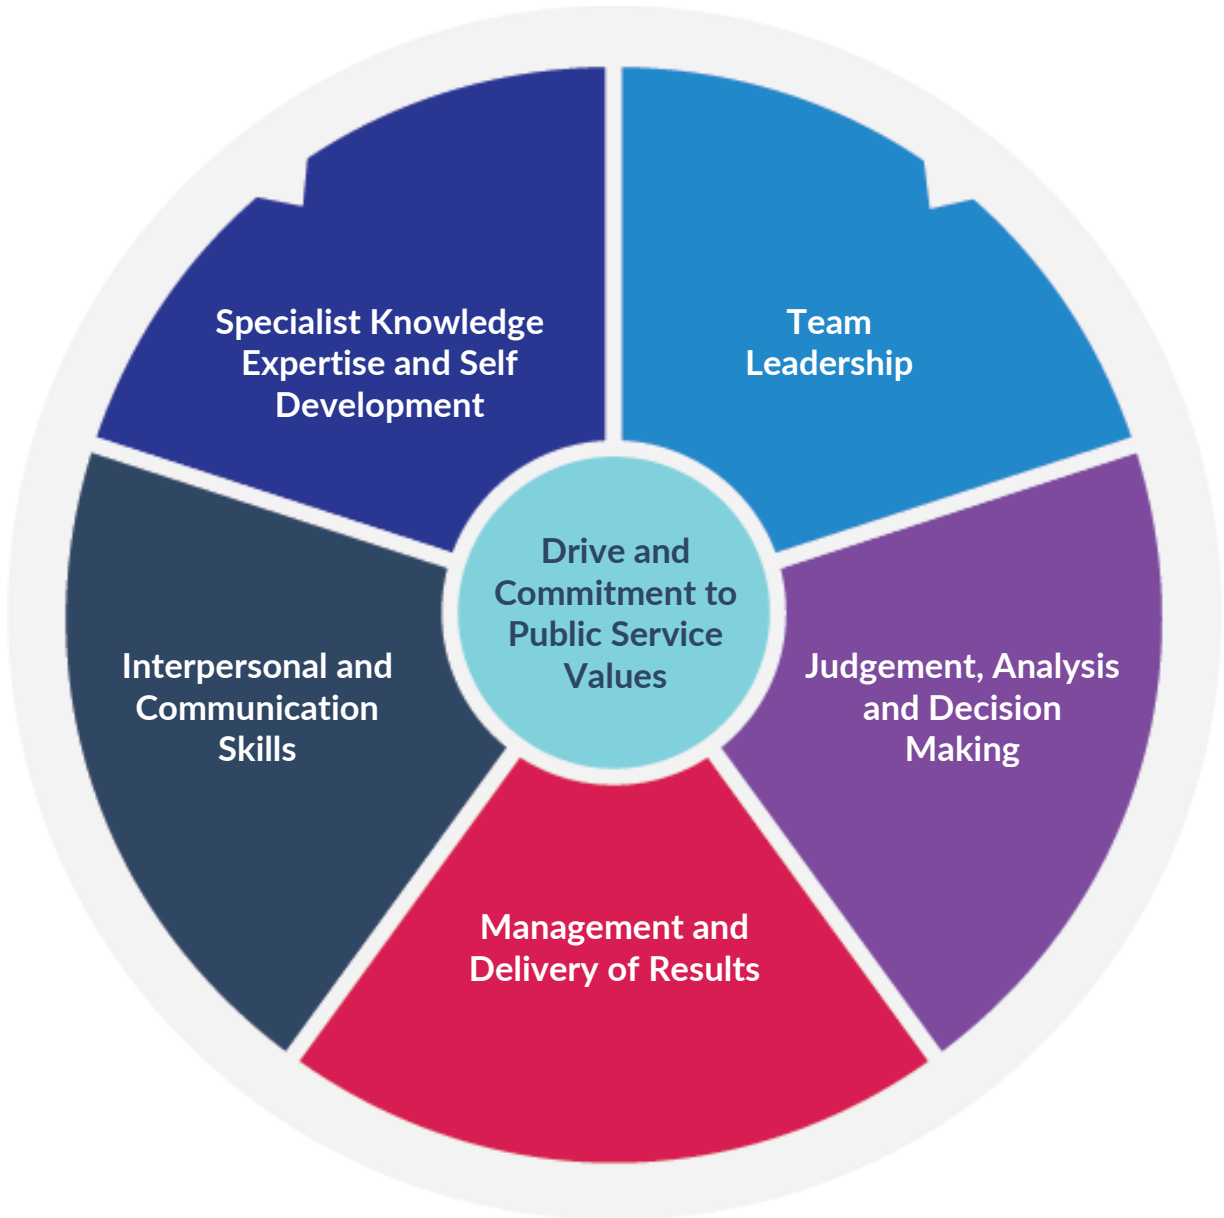 Specialist Knowledge
Expertise and Self
Development
Team
Leadership
Drive and
Commitment to
Public Service
Values
Interpersonal and
Communication
Skills
Judgement, Analysis
and Decision
Making
Management and
Delivery of Results